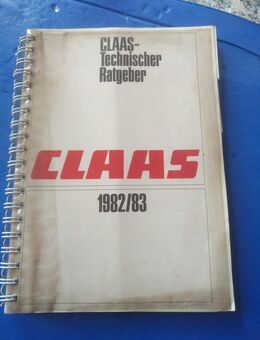 CLAAS-
Technischer
Ratgeber
CLAAS
1982/83